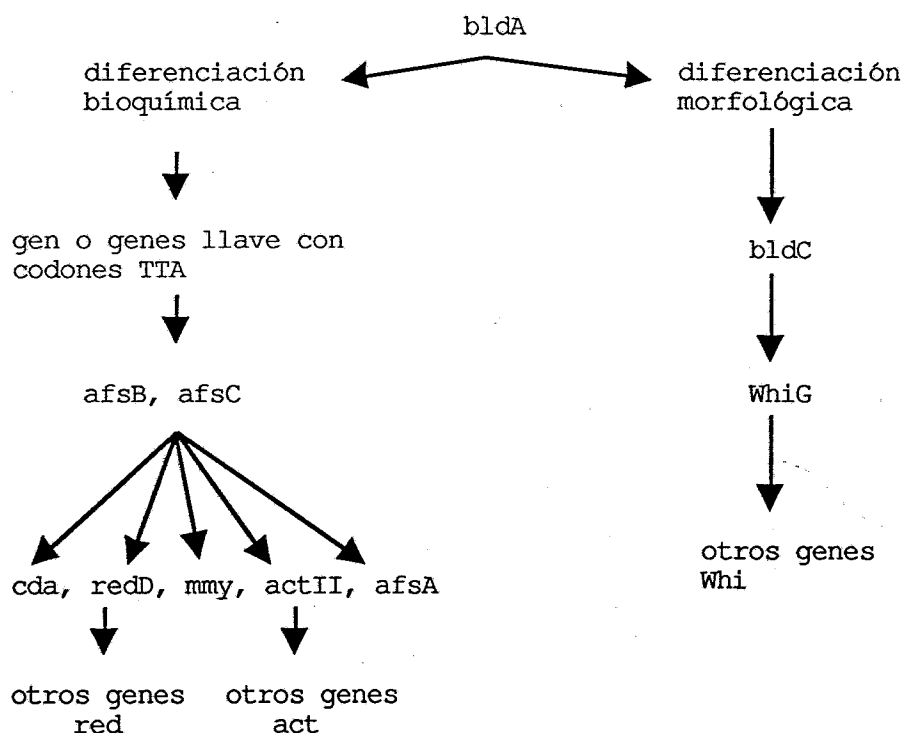 bldA
diferenciación
bioquímica
diferenciación
morfológica
gen o genes llave con
codones TTA
bldC
afsB, afsC
WhiG
cda, redD, mmy, actII, afsA
otros genes
Whi
otros genes
red
otros genes
act